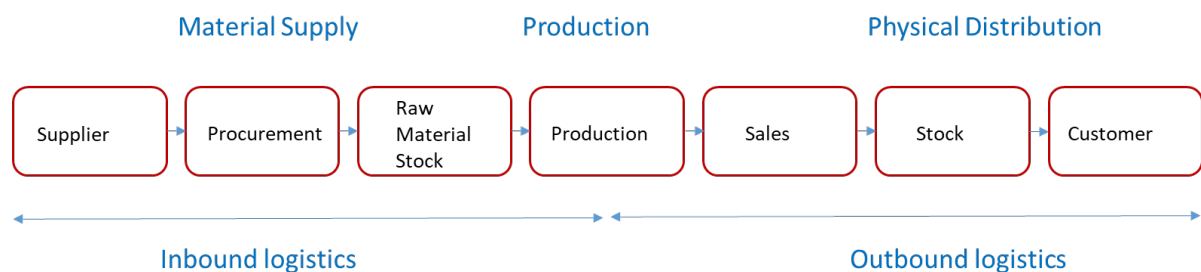 Material Supply
Production
Physical Distribution
Supplier
Procurement
Raw
Material
Stock
Production
Sales
Stock
Customer
Inbound logistics
Outbound logistics